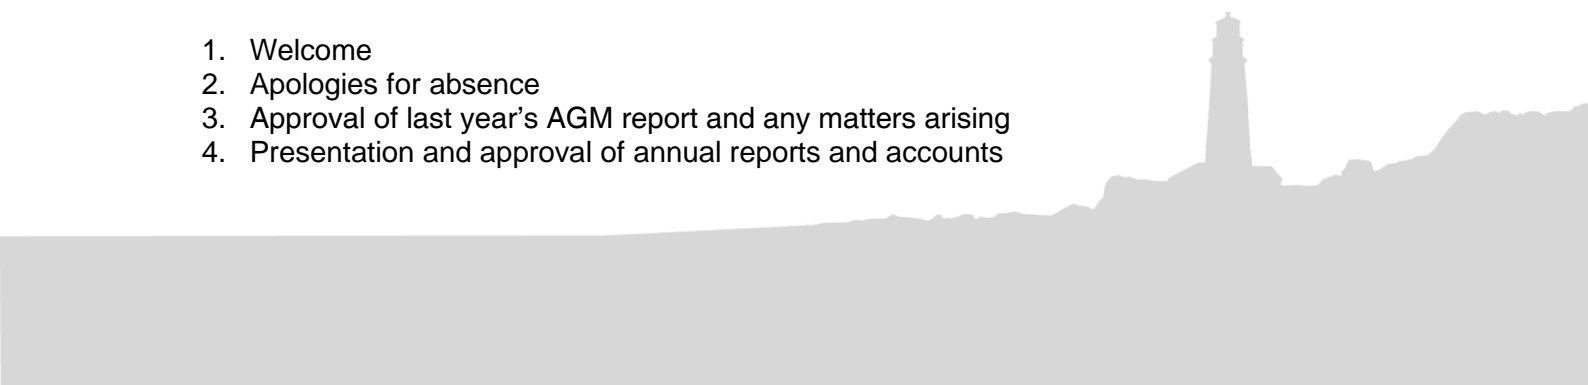 1. Welcome
2. Apologies for absence
3. Approval of last year’s AGM report and any matters arising
4. Presentation and approval of annual reports and accounts